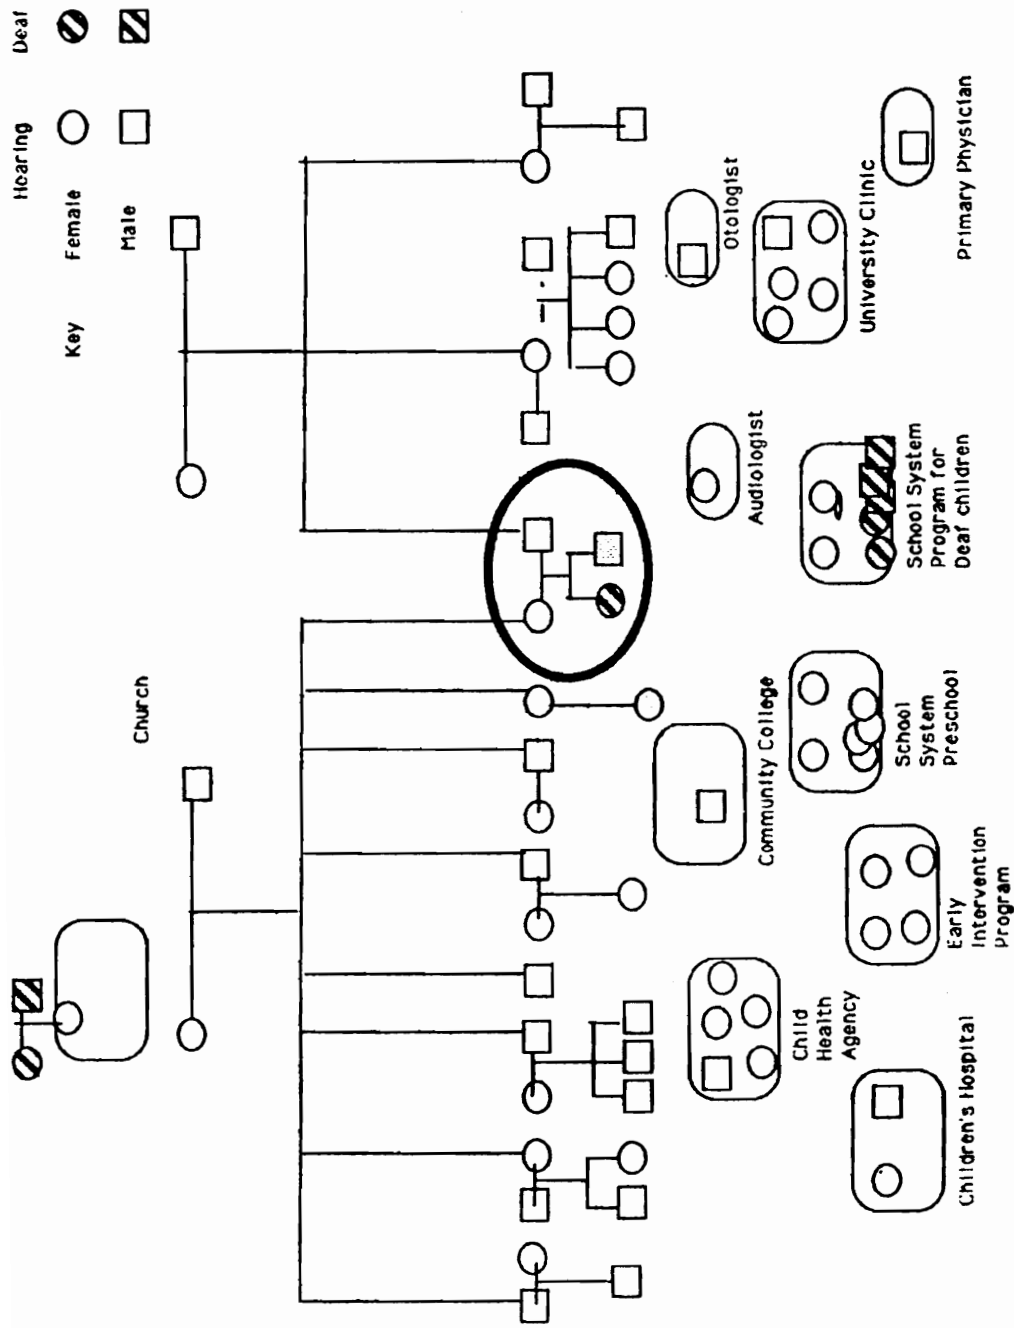 Hearing
Deaf
Key
Female
Male
Church
Otologist
University Clinic
Primary Physician
Audiologist
School System
Program for
Deaf children
Community College
School
System
Preschool
Early
Intervention
Program
Child
Health
Agency
Children's Hospital